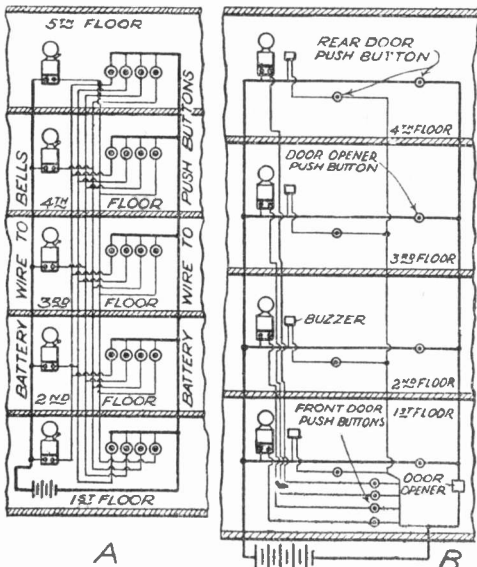 5TH FLOOR
BATTERY WIRE TO BELLS
BATTERY WIRE TO PUSH BUTTONS
4TH FLOOR
3RD FLOOR
2ND FLOOR
1ST FLOOR
A
REAR DOOR
PUSH BUTTON
4TH FLOOR
DOOR OPENER
PUSH BUTTON
3RD FLOOR
BUZZER
2ND FLOOR
FRONT DOOR
PUSH BUTTONS
1ST FLOOR
DOOR
OPENER
B